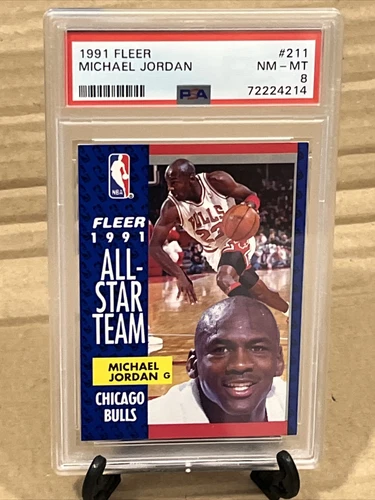 1991 FLEER #211
MICHAEL JORDAN NM - MT
8
PSA 72224214
NBA
FLEER
1991
ALL-
STAR
TEAM
MICHAEL
JORDAN G
CHICAGO
BULLS
BULLS
23